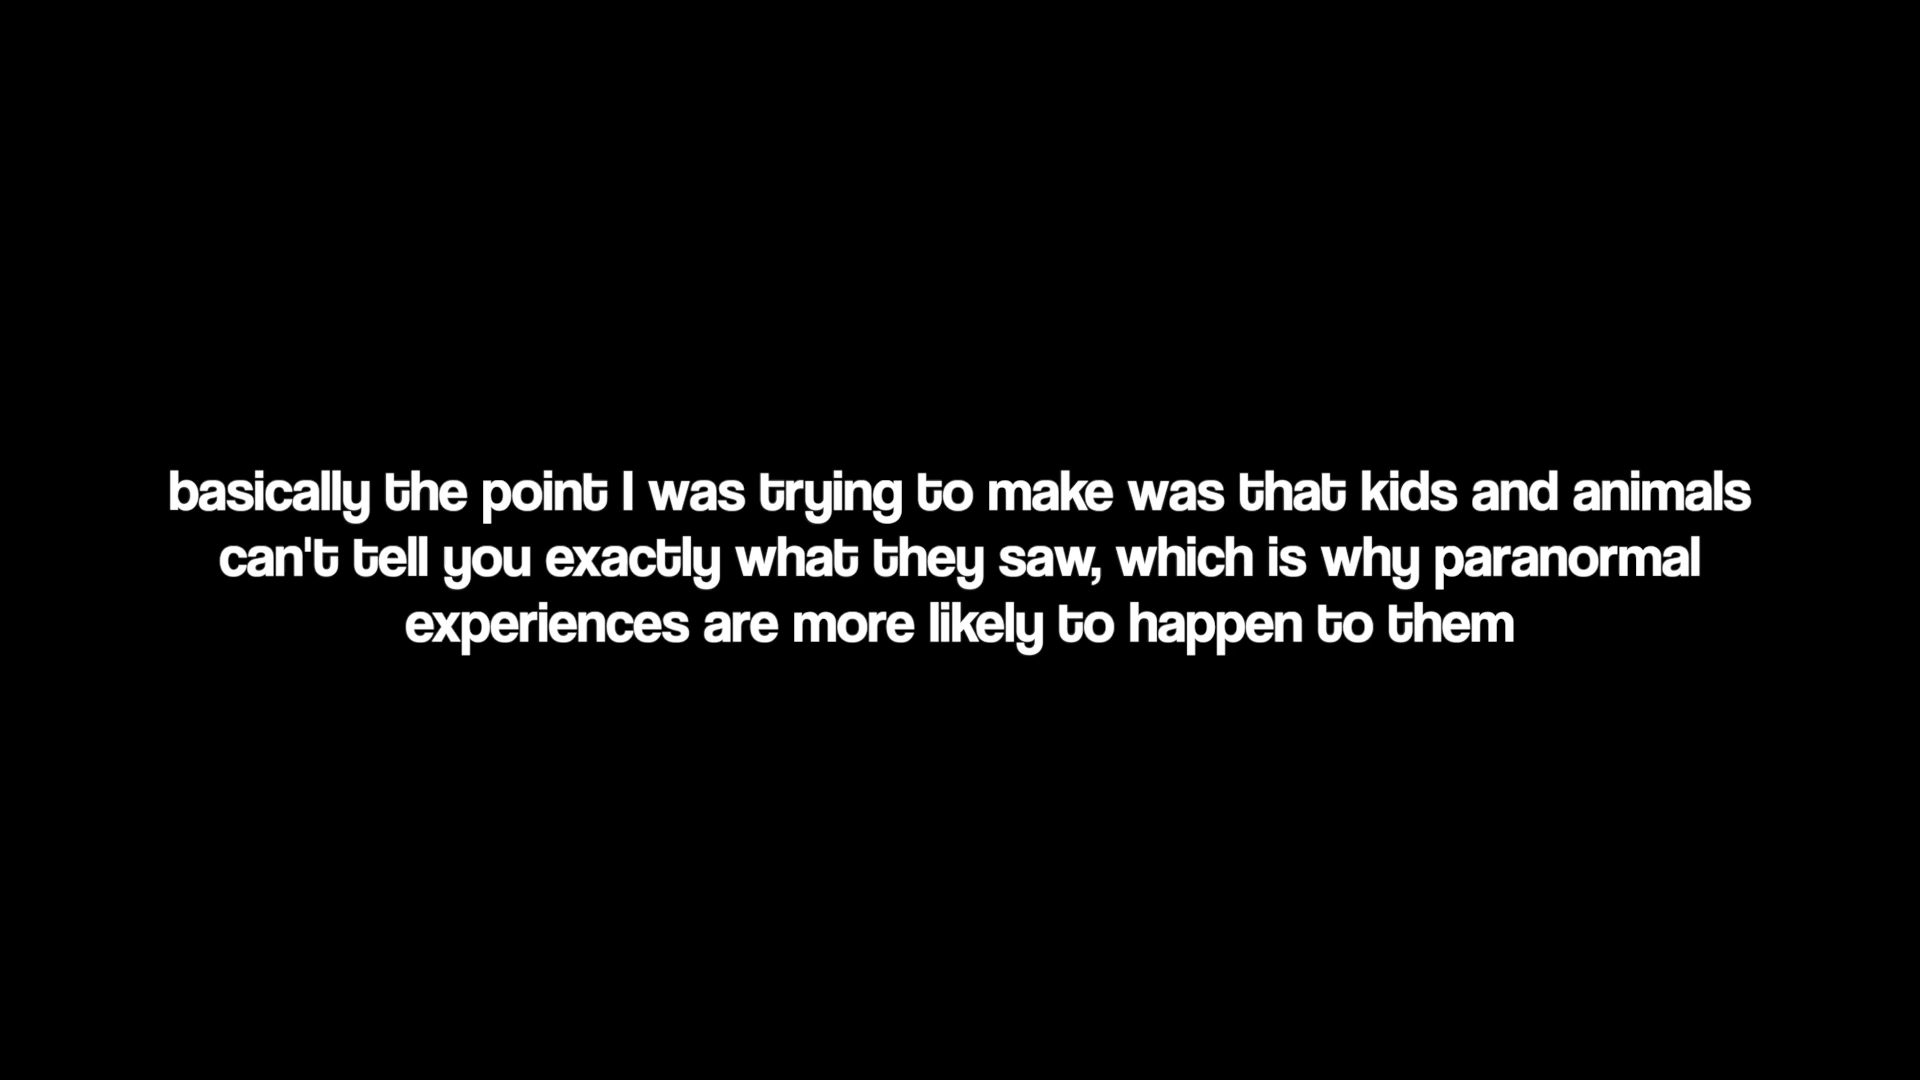 basically the point I was trying to make was that kids and animals
can't tell you exactly what they saw, which is why paranormal
experiences are more likely to happen to them